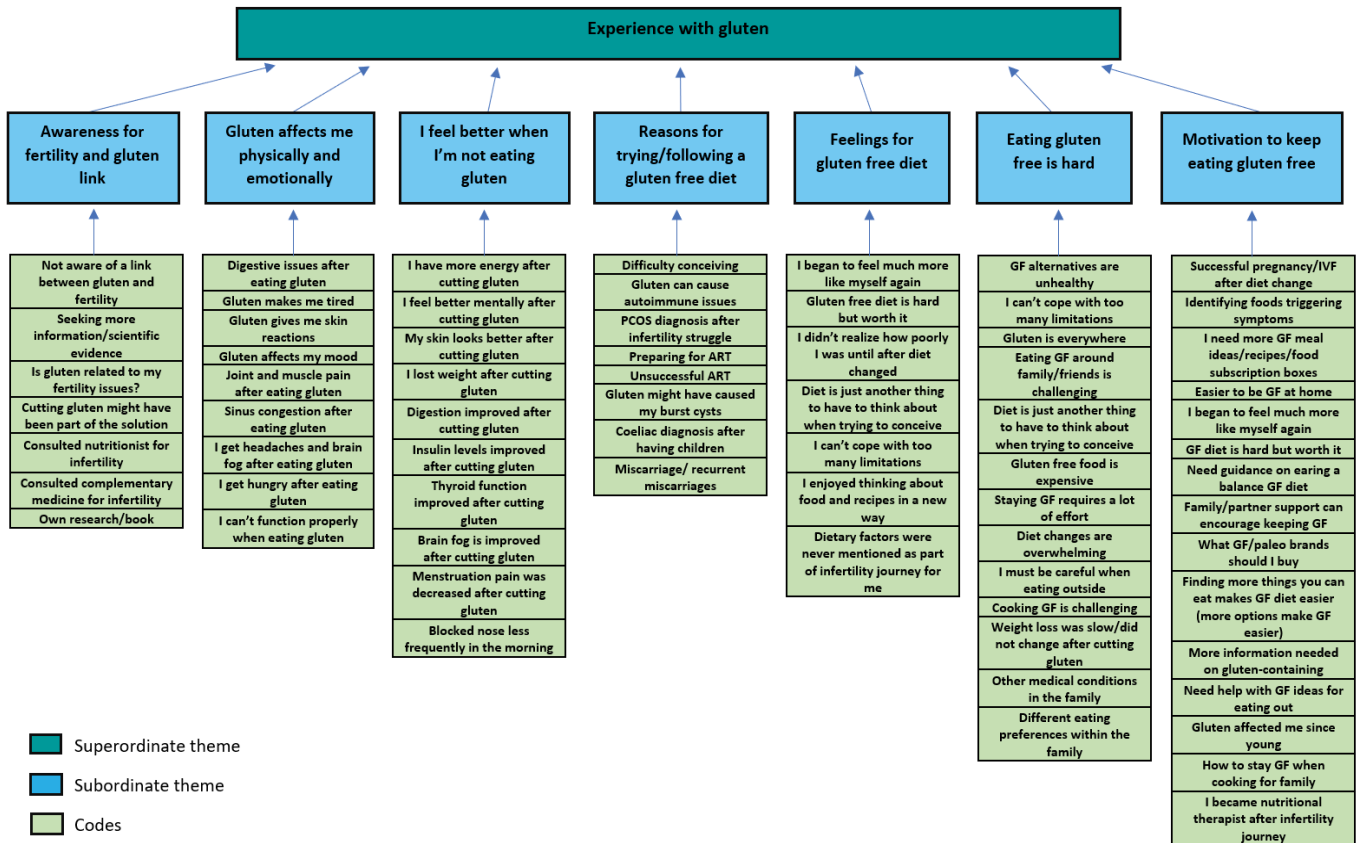 Experience with gluten
Awareness for
fertility and gluten
link
Gluten affects me
physically and
emotionally
I feel better when
I'm not eating
gluten
Reasons for
trying/following a
gluten free diet
Feelings for
gluten free diet
Eating gluten
free is hard
Motivation to keep
eating gluten free
Not aware of a link
between gluten and
fertility
Seeking more
information/scientific
evidence
Is gluten related to my
fertility issues?
Cutting gluten might have
been part of the solution
Consulted nutritionist for
infertility
Consulted complementary
medicine for infertility
Own research/book
Digestive issues after
eating gluten
Gluten makes me tired
Gluten gives me skin
reactions
Gluten affects my mood
Joint and muscle pain
after eating gluten
Sinus congestion after
eating gluten
I get headaches and brain
fog after eating gluten
I get hungry after eating
gluten
I can't function properly
when eating gluten
I have more energy after
cutting gluten
I feel better mentally after
cutting gluten
My skin looks better after
cutting gluten
I lost weight after cutting
gluten
Digestion improved after
cutting gluten
Insulin levels improved
after cutting gluten
Thyroid function
improved after cutting
gluten
Brain fog is improved
after cutting gluten
Menstruation pain was
decreased after cutting
gluten
Blocked nose less
frequently in the morning
Difficulty conceiving
Gluten can cause
autoimmune issues
PCOS diagnosis after
infertility struggle
Preparing for ART
Unsuccessful ART
Gluten might have caused
my burst cysts
Coeliac diagnosis after
having children
Miscarriage/ recurrent
miscarriages
I began to feel much more
like myself again
Gluten free diet is hard
but worth it
I didn't realize how poorly
I was until after diet
changed
Diet is just another thing
to have to think about
when trying to conceive
I can't cope with too
many limitations
I enjoyed thinking about
food and recipes in a new
way
Dietary factors were
never mentioned as part
of infertility journey for
me
GF alternatives are
unhealthy
I can't cope with too
many limitations
Gluten is everywhere
Eating GF around
family/friends is
challenging
Diet is just another thing
to have to think about
when trying to conceive
Gluten free food is
expensive
Staying GF requires a lot
of effort
Diet changes are
overwhelming
I must be careful when
eating outside
Cooking GF is challenging
Weight loss was slow/did
not change after cutting
gluten
Other medical conditions
in the family
Different eating
preferences within the
family
Successful pregnancy/IVF
after diet change
Identifying foods triggering
symptoms
I need more GF meal
ideas/recipes/food
subscription boxes
Easier to be GF at home
I began to feel much more
like myself again
GF diet is hard but worth it
Need guidance on earing a
balance GF diet
Family/partner support can
encourage keeping GF
What GF/paleo brands
should I buy
Finding more things you can
eat makes GF diet easier
(more options make GF
easier)
More information needed
on gluten-containing
Need help with GF ideas for
eating out
Gluten affected me since
young
How to stay GF when
cooking for family
I became nutritional
therapist after infertility
journey
Superordinate theme
Subordinate theme
Codes